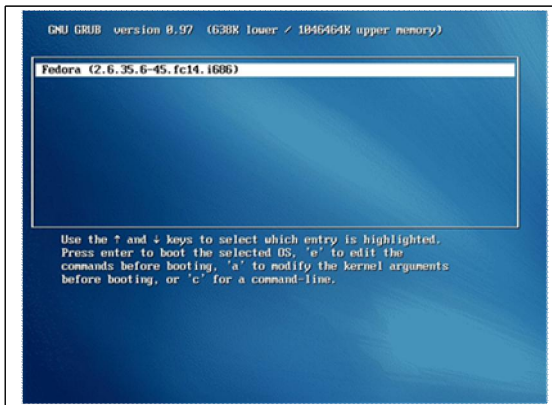 GNU GRUB version 0.97 (638K lower / 1046464K upper memory)
Fedora (2.6.35.6-45.fc14.i686)
Use the ↑ and ↓ keys to select which entry is highlighted.
Press enter to boot the selected OS, 'e' to edit the
commands before booting, 'a' to modify the kernel arguments
before booting, or 'c' for a command-line.